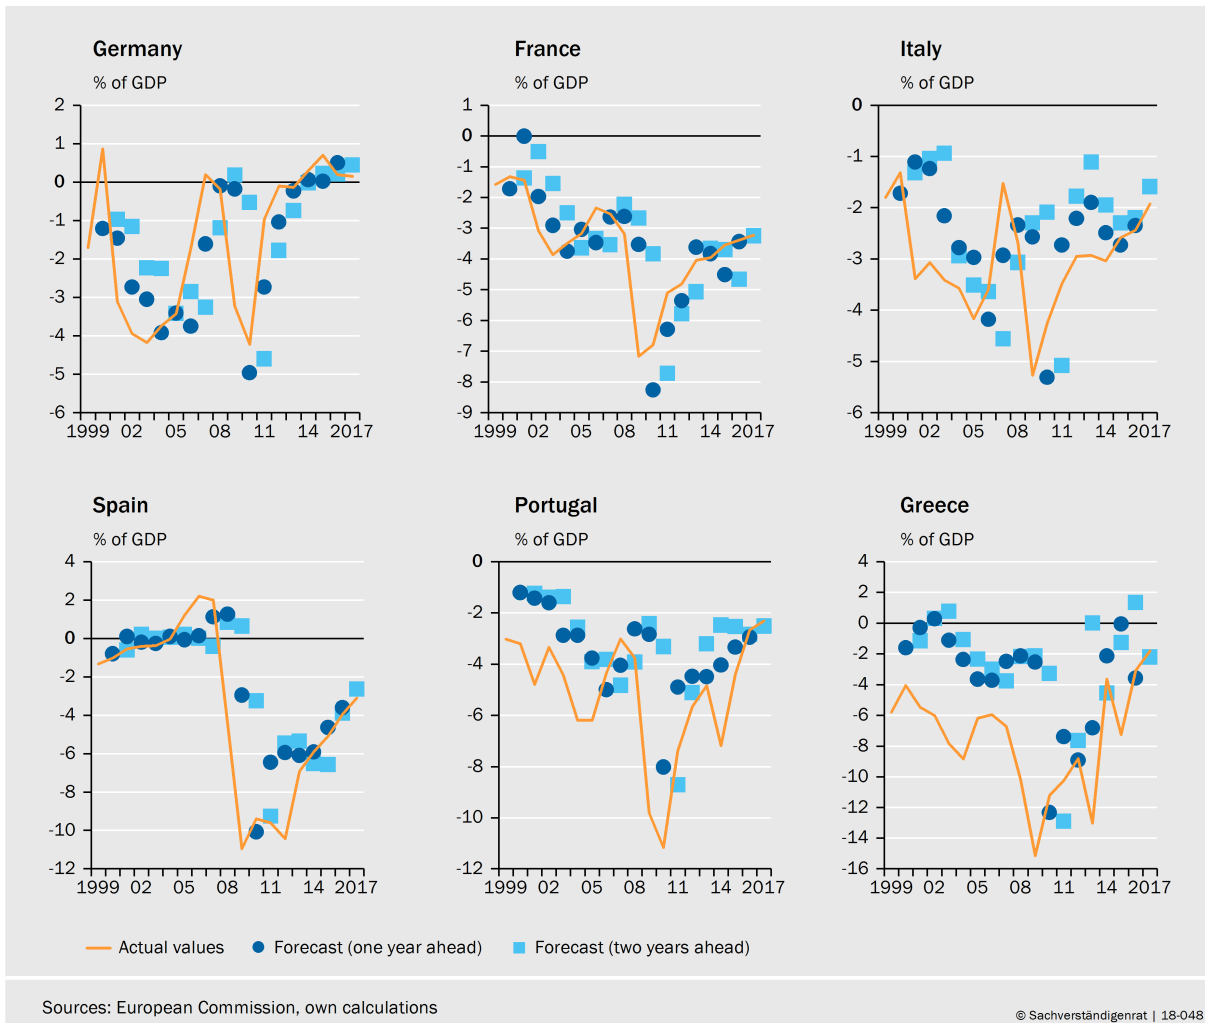 Germany
% of GDP
2
1
0
-1
-2
-3
-4
-5
-6
1999 02 05 08 11 14 2017
France
% of GDP
1
0
-1
-2
-3
-4
-5
-6
-7
-8
-9
1999 02 05 08 11 14 2017
Italy
% of GDP
0
-1
-2
-3
-4
-5
-6
1999 02 05 08 11 14 2017
Spain
% of GDP
4
2
0
-2
-4
-6
-8
-10
-12
1999 02 05 08 11 14 2017
Portugal
% of GDP
0
-2
-4
-6
-8
-10
-12
1999 02 05 08 11 14 2017
Greece
% of GDP
4
2
0
-2
-4
-6
-8
-10
-12
-14
-16
1999 02 05 08 11 14 2017
Actual values Forecast (one year ahead) Forecast (two years ahead)
Sources: European Commission, own calculations
© Sachverständigenrat | 18-048